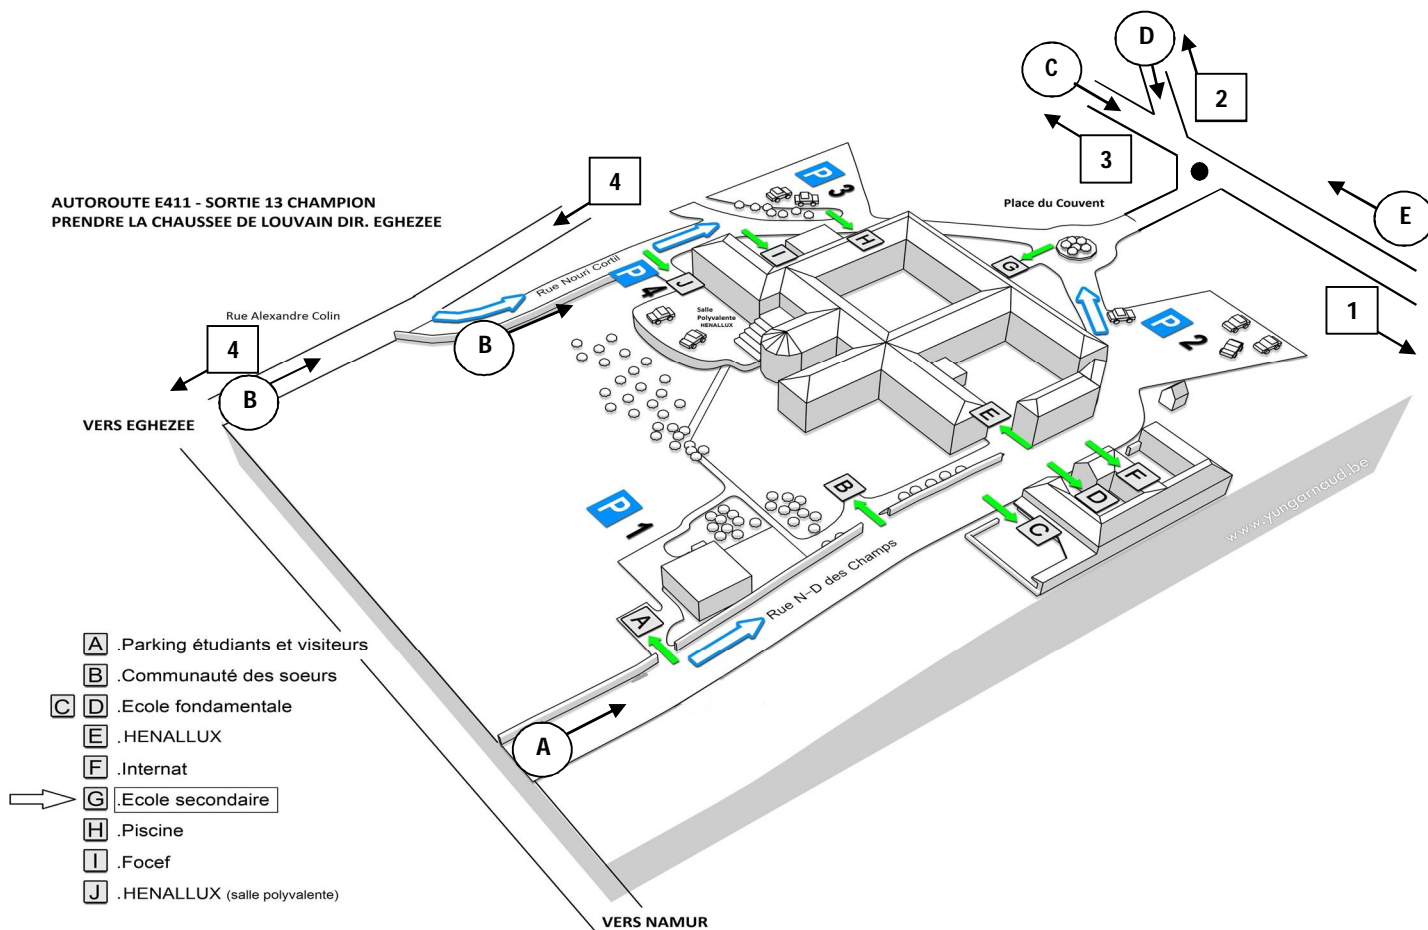 D
C
2
3
4
AUTOROUTE E411 - SORTIE 13 CHAMPION
PRENDRE LA CHAUSSEE DE LOUVAIN DIR. EGHEZEE
P 3
Place du Couvent
E
H
I
G
Rue Nouri Cortil
P 4
J
Salle
Polyvalente
HENALLUX
Rue Alexandre Colin
1
P 2
B
4
B
VERS EGHEZEE
E
F
D
B
C
P 1
www.yungarnaud.be
Rue N-D des Champs
A
A
A .Parking étudiants et visiteurs
B .Communauté des soeurs
C D .Ecole fondamentale
E .HENALLUX
F .Internat
G .Ecole secondaire
H .Piscine
I .Focef
J .HENALLUX (salle polyvalente)
VERS NAMUR